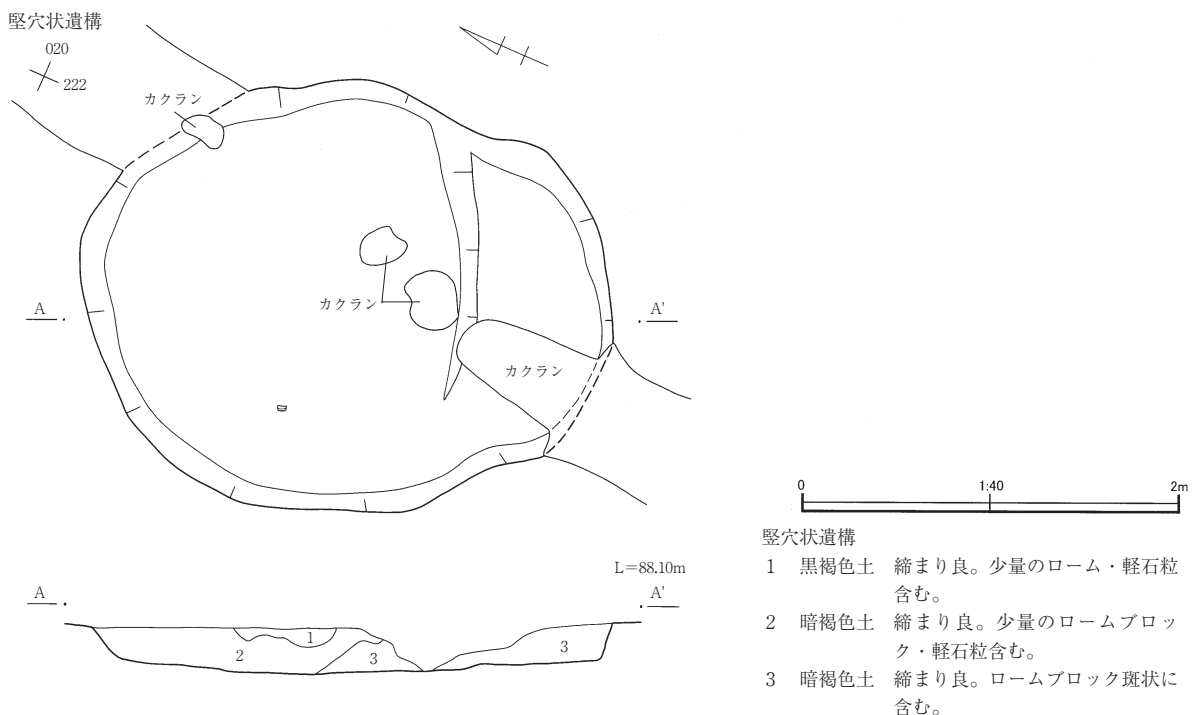 竪穴状遺構
020
222
カクラン
カクラン
カクラン
A
A'
L=88.10m
A
A'
1
2
3
3
0
1:40
2m
竪穴状遺構
1 黒褐色土 締まり良。少量のローム・軽石粒
含む。
2 暗褐色土 締まり良。少量のロームブロッ
ク・軽石粒含む。
3 暗褐色土 締まり良。ロームブロック斑状に
含む。